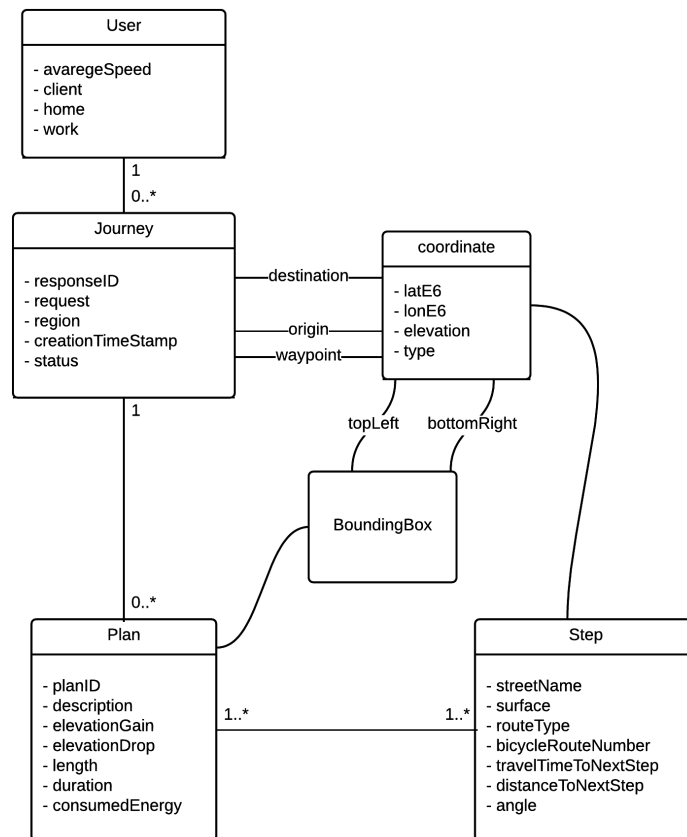 User
- avaregeSpeed
- client
- home
- work
1
0..*
Journey
- responseID
- request
- region
- creationTimeStamp
- status
destination
origin
waypoint
coordinate
- latE6
- lonE6
- elevation
- type
topLeft
bottomRight
BoundingBox
1
0..*
Plan
- planID
- description
- elevationGain
- elevationDrop
- length
- duration
- consumedEnergy
1..*
1..*
Step
- streetName
- surface
- routeType
- bicycleRouteNumber
- travelTimeToNextStep
- distanceToNextStep
- angle